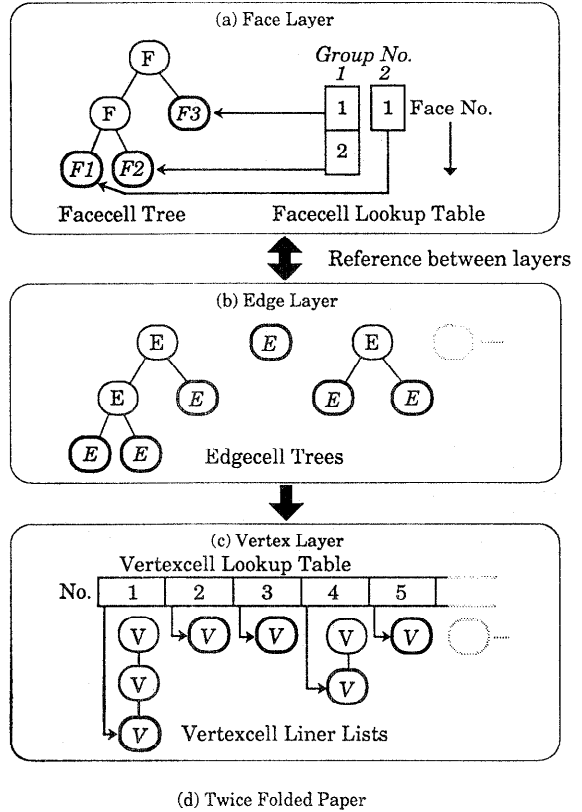 (a) Face Layer
Group No.
1 2
F
F F3 1 1 Face No.
2
F1 F2
Facecell Tree Facecell Lookup Table
Reference between layers
(b) Edge Layer
E E E
E E E E
E E
Edgecell Trees
(c) Vertex Layer
Vertexcell Lookup Table
No. 1 2 3 4 5
V V V V V
V V
V
Vertexcell Liner Lists
(d) Twice Folded Paper